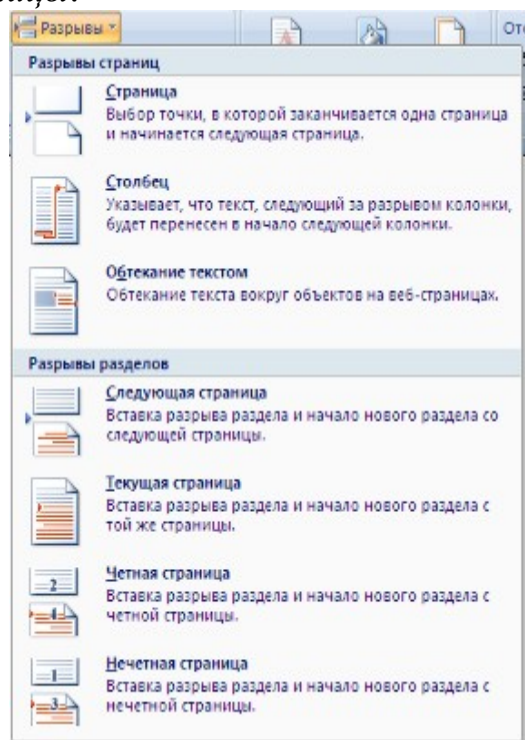 Разрывы
Разрывы страниц
Страница
Выбор точки, в которой заканчивается одна страница
и начинается следующая страница.
Столбец
Указывает, что текст, следующий за разрывом колонки,
будет перенесен в начало следующей колонки.
Обтекание текстом
Обтекание текста вокруг объектов на веб-страницах.
Разрывы разделов
Следующая страница
Вставка разрыва раздела и начало нового раздела со
следующей страницы.
Текущая страница
Вставка разрыва раздела и начало нового раздела с
той же страницы.
2
4
Четная страница
Вставка разрыва раздела и начало нового раздела с
четной страницы.
1
3
Нечетная страница
Вставка разрыва раздела и начало нового раздела с
нечетной страницы.